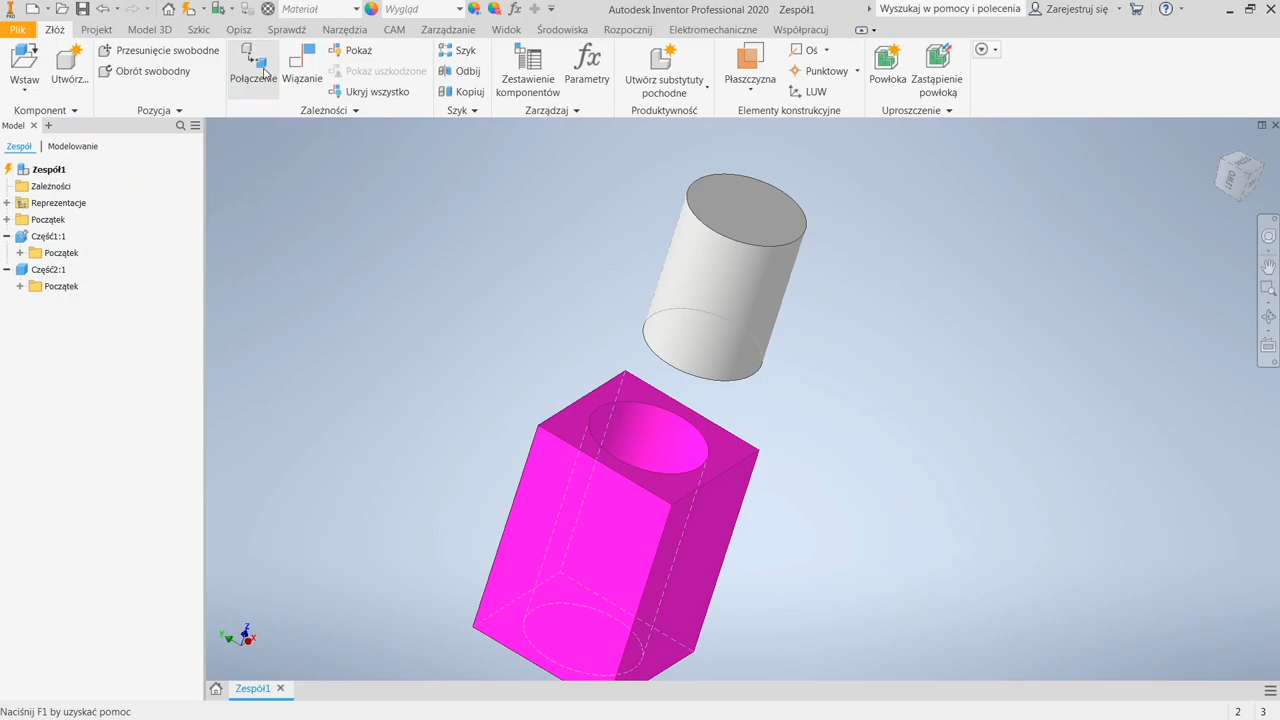 PRO
Materiał
Wygląd
Autodesk Inventor Professional 2020 Zespół1
Wyszukaj w pomocy i polecenia
Zarejestruj się
Plik Złóż Projekt Model 3D Szkic Opisz Sprawdź Narzędzia CAM Zarządzanie Widok Środowiska Rozpocznij Elektromechaniczne Współpracuj
Wstaw
Utwórz...
Przesunięcie swobodne
Obrót swobodny
Połączenie
Wiązanie
Pokaż
Pokaż uszkodzone
Ukryj wszystko
Szyk
Odbij
Kopiuj
Zestawienie
komponentów
fx
Parametry
Utwórz substytuty
pochodne
Płaszczyzna
Oś
Punktowy
LUW
Powłoka
Zastąpienie
powłoką
Komponent Pozycja Zależności Szyk Zarządzaj Produktywność Elementy konstrukcyjne Uproszczenie
Model
Zespół Modelowanie
Zespół1
Zależności
Reprezentacje
Początek
Część1:1
Początek
Część2:1
Początek
Z
Y
X
Zespół1
Naciśnij F1 by uzyskać pomoc
2 3